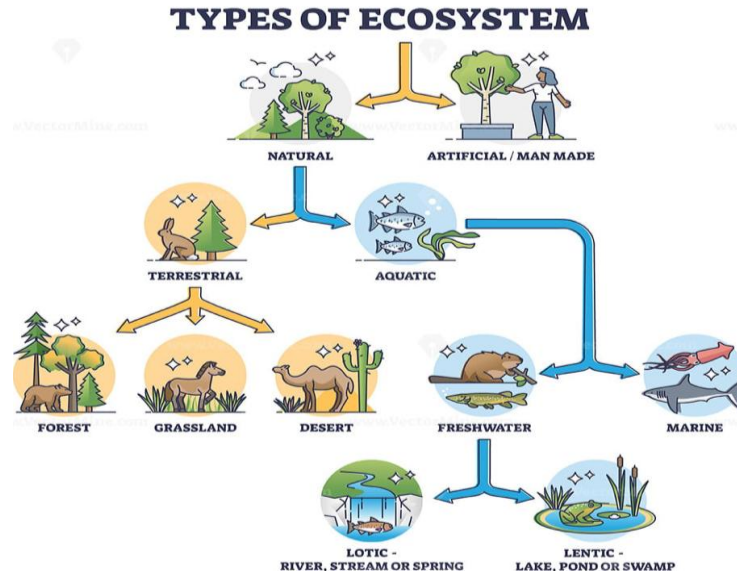 TYPES OF ECOSYSTEM
NATURAL
ARTIFICIAL / MAN MADE
TERRESTRIAL
AQUATIC
FOREST
GRASSLAND
DESERT
FRESHWATER
MARINE
LOTIC -
RIVER, STREAM OR SPRING
LENTIC -
LAKE, POND OR SWAMP